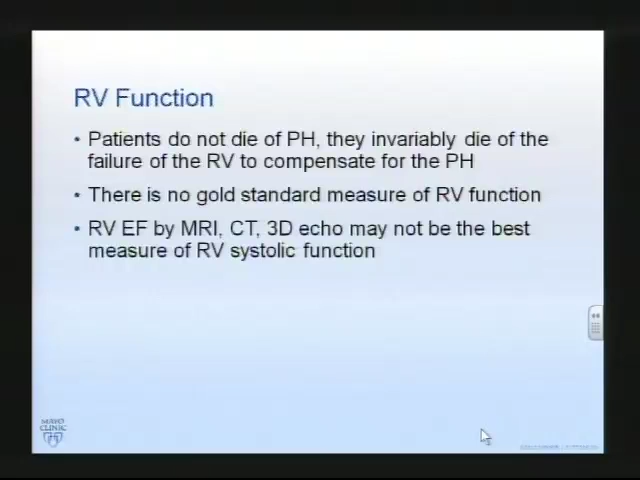 RV Function
• Patients do not die of PH, they invariably die of the
failure of the RV to compensate for the PH
• There is no gold standard measure of RV function
• RV EF by MRI, CT, 3D echo may not be the best
measure of RV systolic function
MAYO
CLINIC